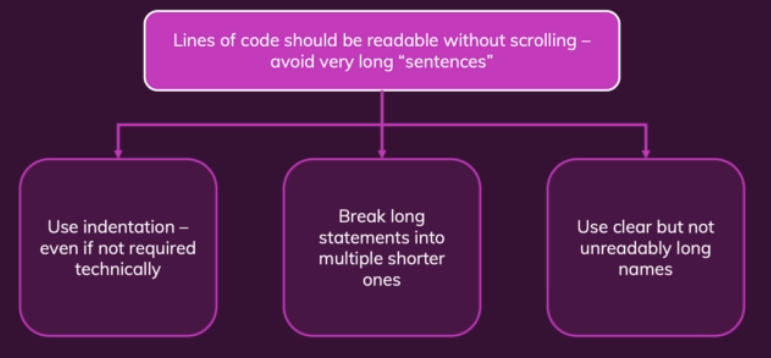 Lines of code should be readable without scrolling –
avoid very long “sentences”
Use indentation –
even if not required
technically
Break long
statements into
multiple shorter
ones
Use clear but not
unreadably long
names